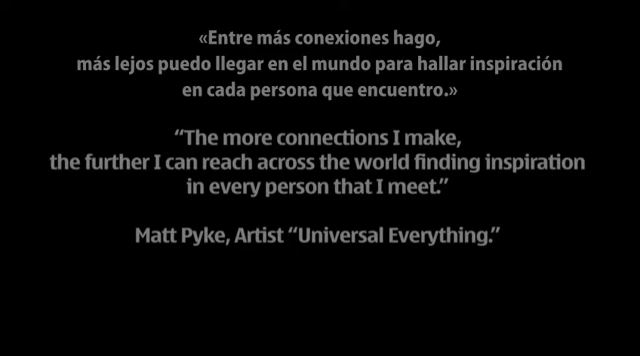 «Entre más conexiones hago,
más lejos puedo llegar en el mundo para hallar inspiración
en cada persona que encuentro.»
“The more connections I make,
the further I can reach across the world finding inspiration
in every person that I meet.”
Matt Pyke, Artist “Universal Everything.”